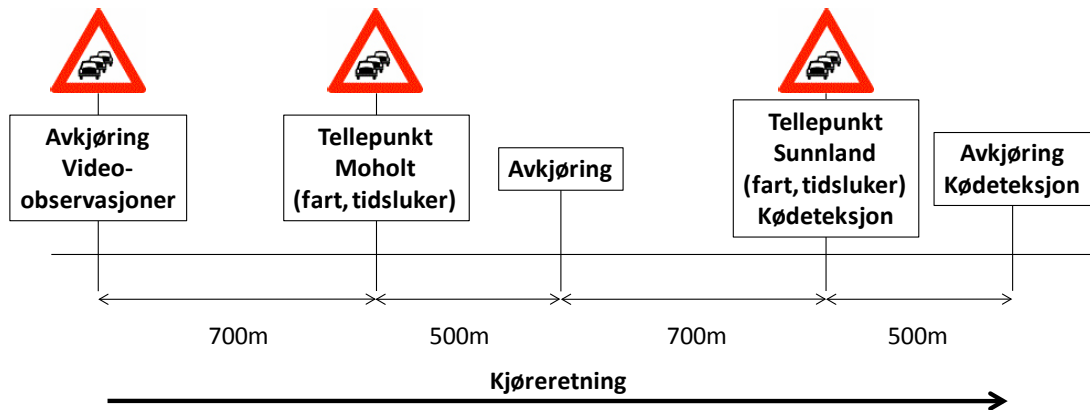 Avkjøring
Video-
observasjoner
Tellepunkt
Moholt
(fart, tidsluker)
Avkjøring
Tellepunkt
Sunnland
(fart, tidsluker)
Kødeteksjon
Avkjøring
Kødeteksjon
700m
500m
700m
500m
Kjøreretning